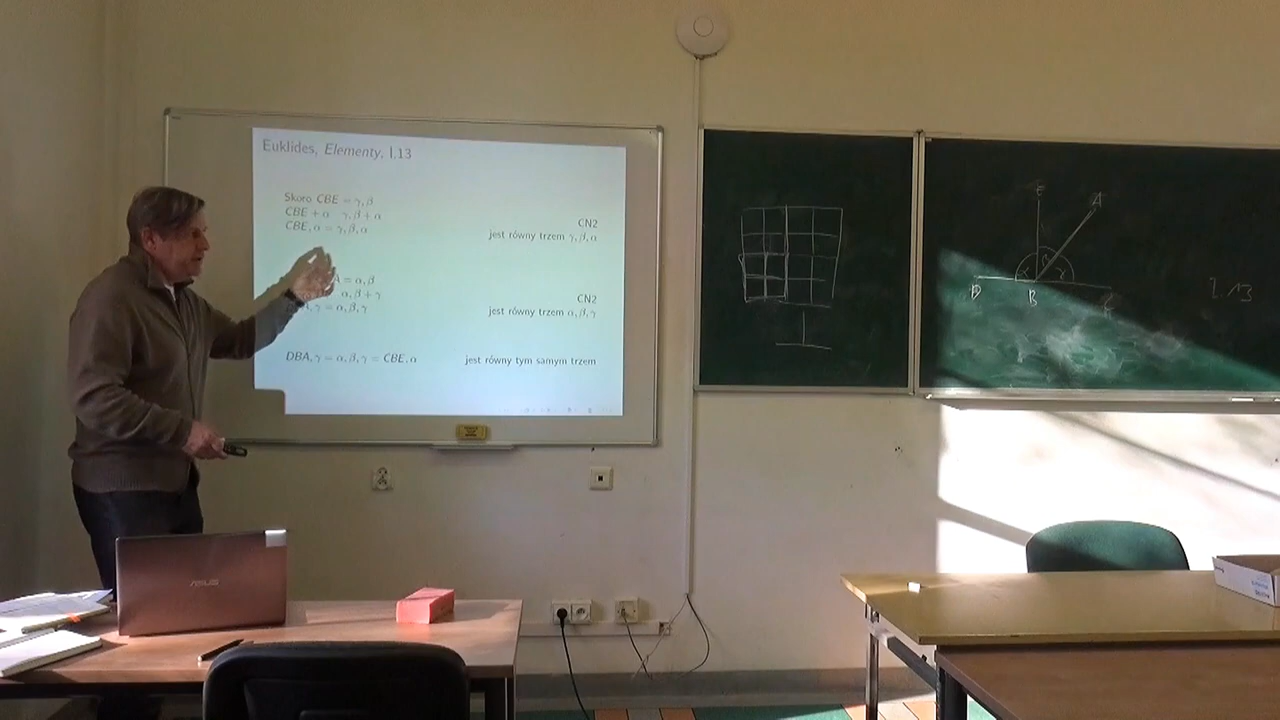 Euklides, Elementy, I.13
Skoro CBE = γ, β
CBE + α γ, β + α
CN2
CBE, α = γ, β, α
jest równy trzem γ, β, α
A = α, β
α, β + γ
CN2
, γ = α, β, γ
jest równy trzem α, β, γ
DBA, γ = α, β, γ = CBE, α
jest równy tym samym trzem
E
A
D
B
I.13
ASUS